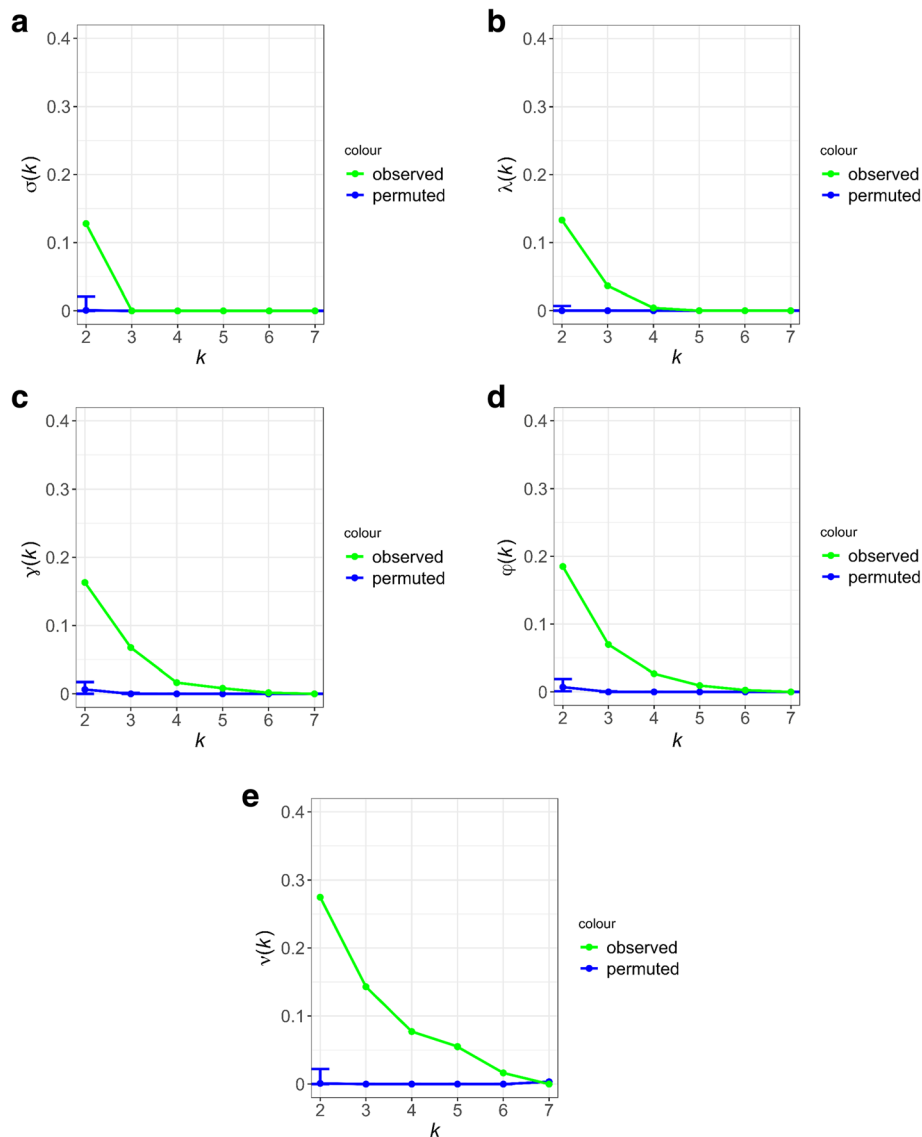 a
0.4
0.3
0.2
0.1
0
σ(k)
2 3 4 5 6 7
k
colour
observed
permuted
b
0.4
0.3
0.2
0.1
0
λ(k)
2 3 4 5 6 7
k
colour
observed
permuted
c
0.4
0.3
0.2
0.1
0
γ(k)
2 3 4 5 6 7
k
colour
observed
permuted
d
0.4
0.3
0.2
0.1
0
φ(k)
2 3 4 5 6 7
k
colour
observed
permuted
e
0.4
0.3
0.2
0.1
0
ν(k)
2 3 4 5 6 7
k
colour
observed
permuted